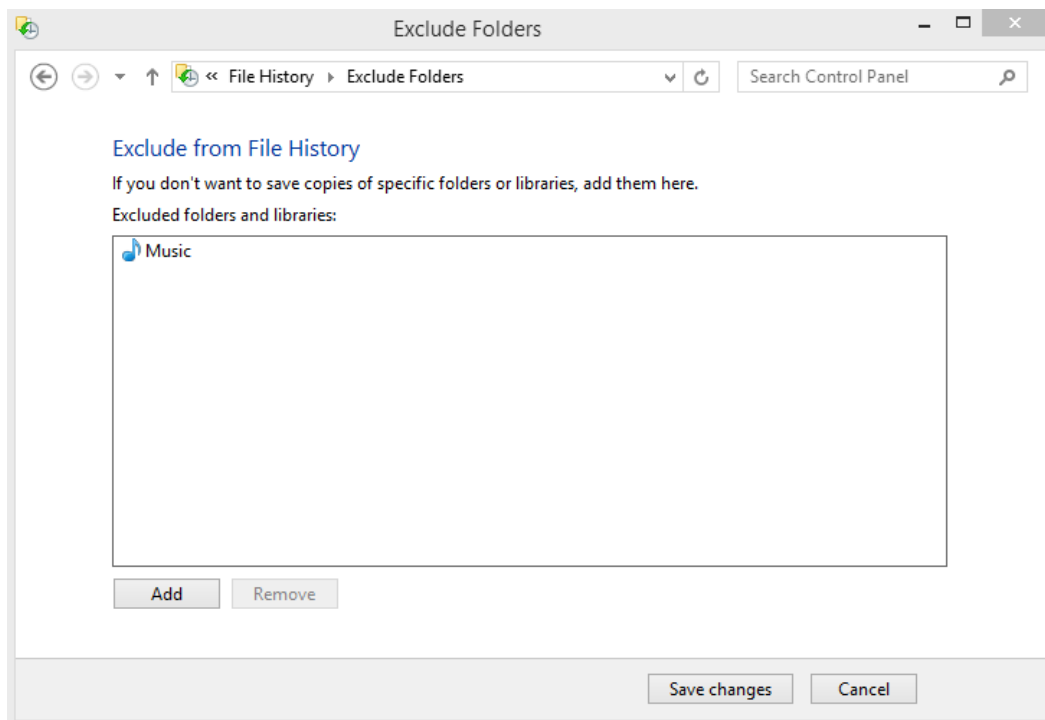 Exclude Folders
« File History Exclude Folders
Search Control Panel
Exclude from File History
If you don't want to save copies of specific folders or libraries, add them here.
Excluded folders and libraries:
Music
Add Remove
Save changes Cancel